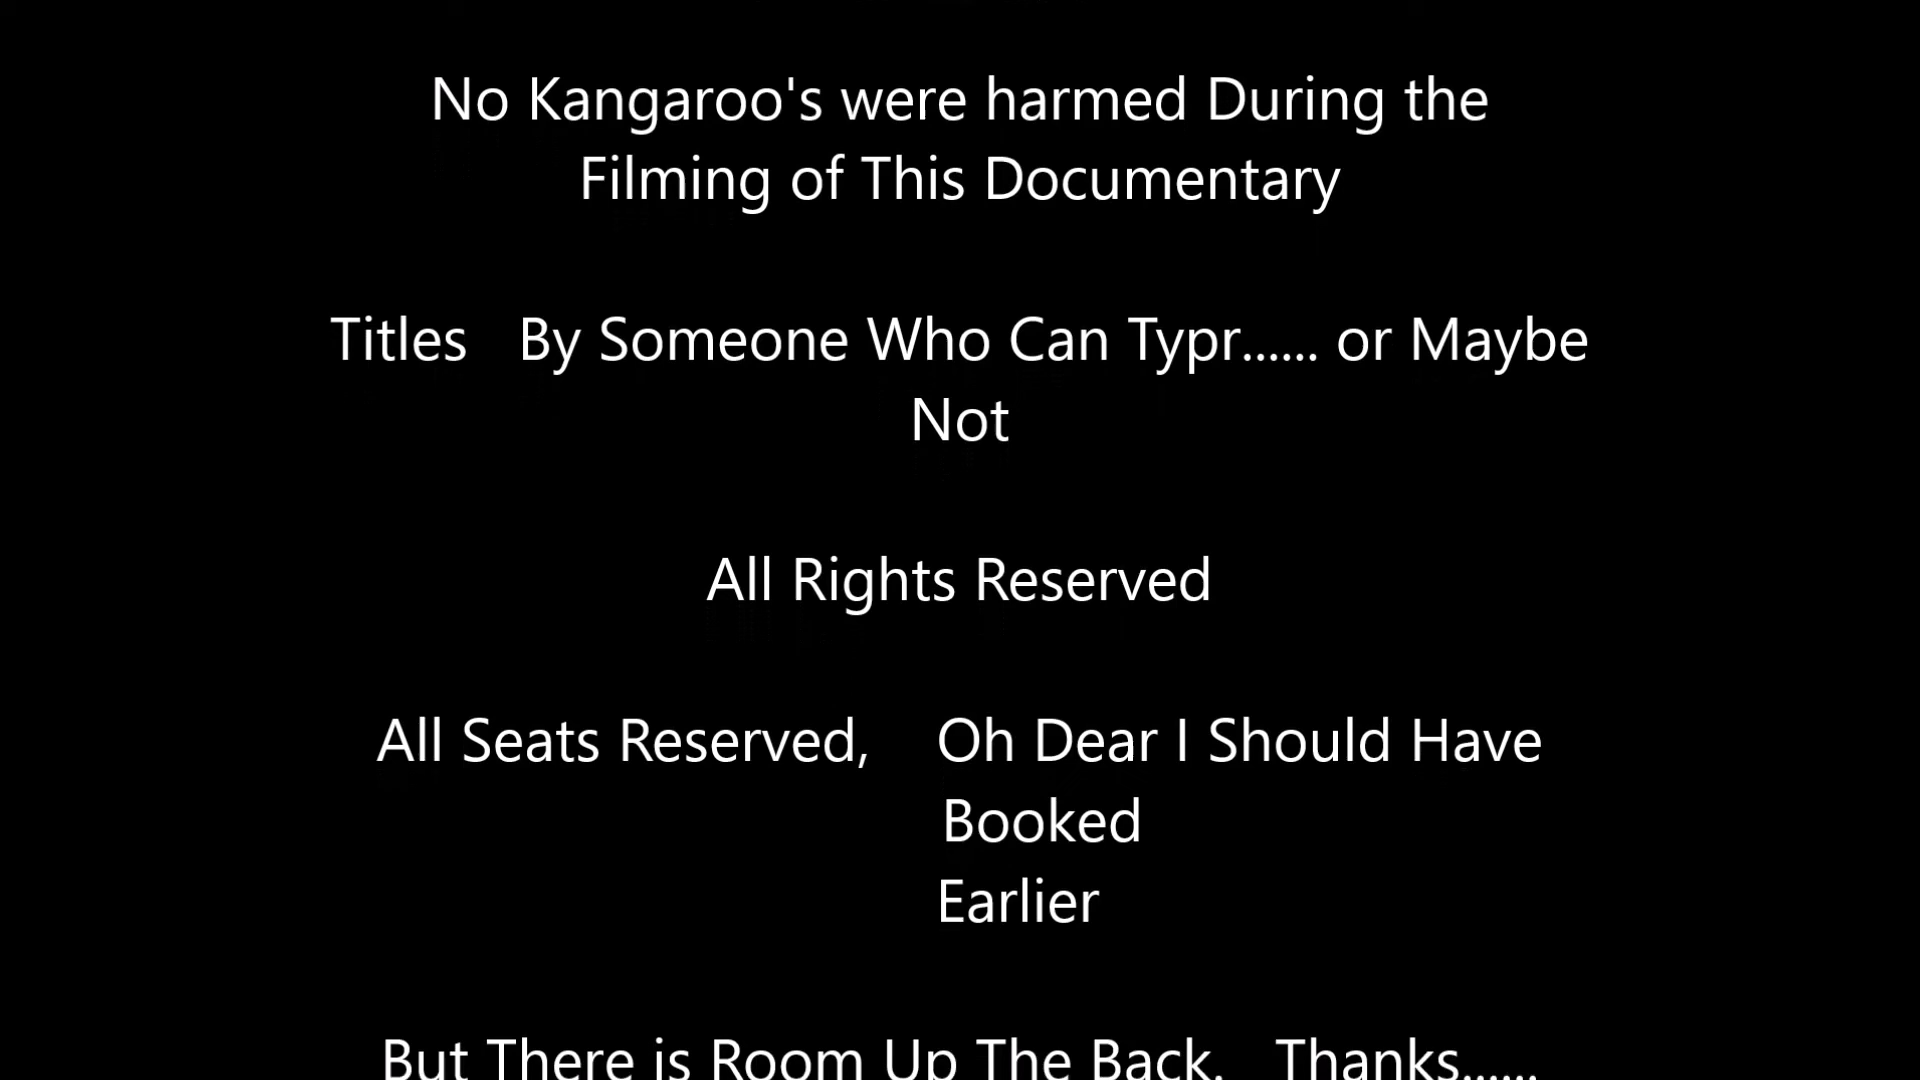 No Kangaroo's were harmed During the
Filming of This Documentary
Titles   By Someone Who Can Typr...... or Maybe
Not
All Rights Reserved
All Seats Reserved,    Oh Dear I Should Have
Booked
Earlier
But There is Room Up The Back.   Thanks......